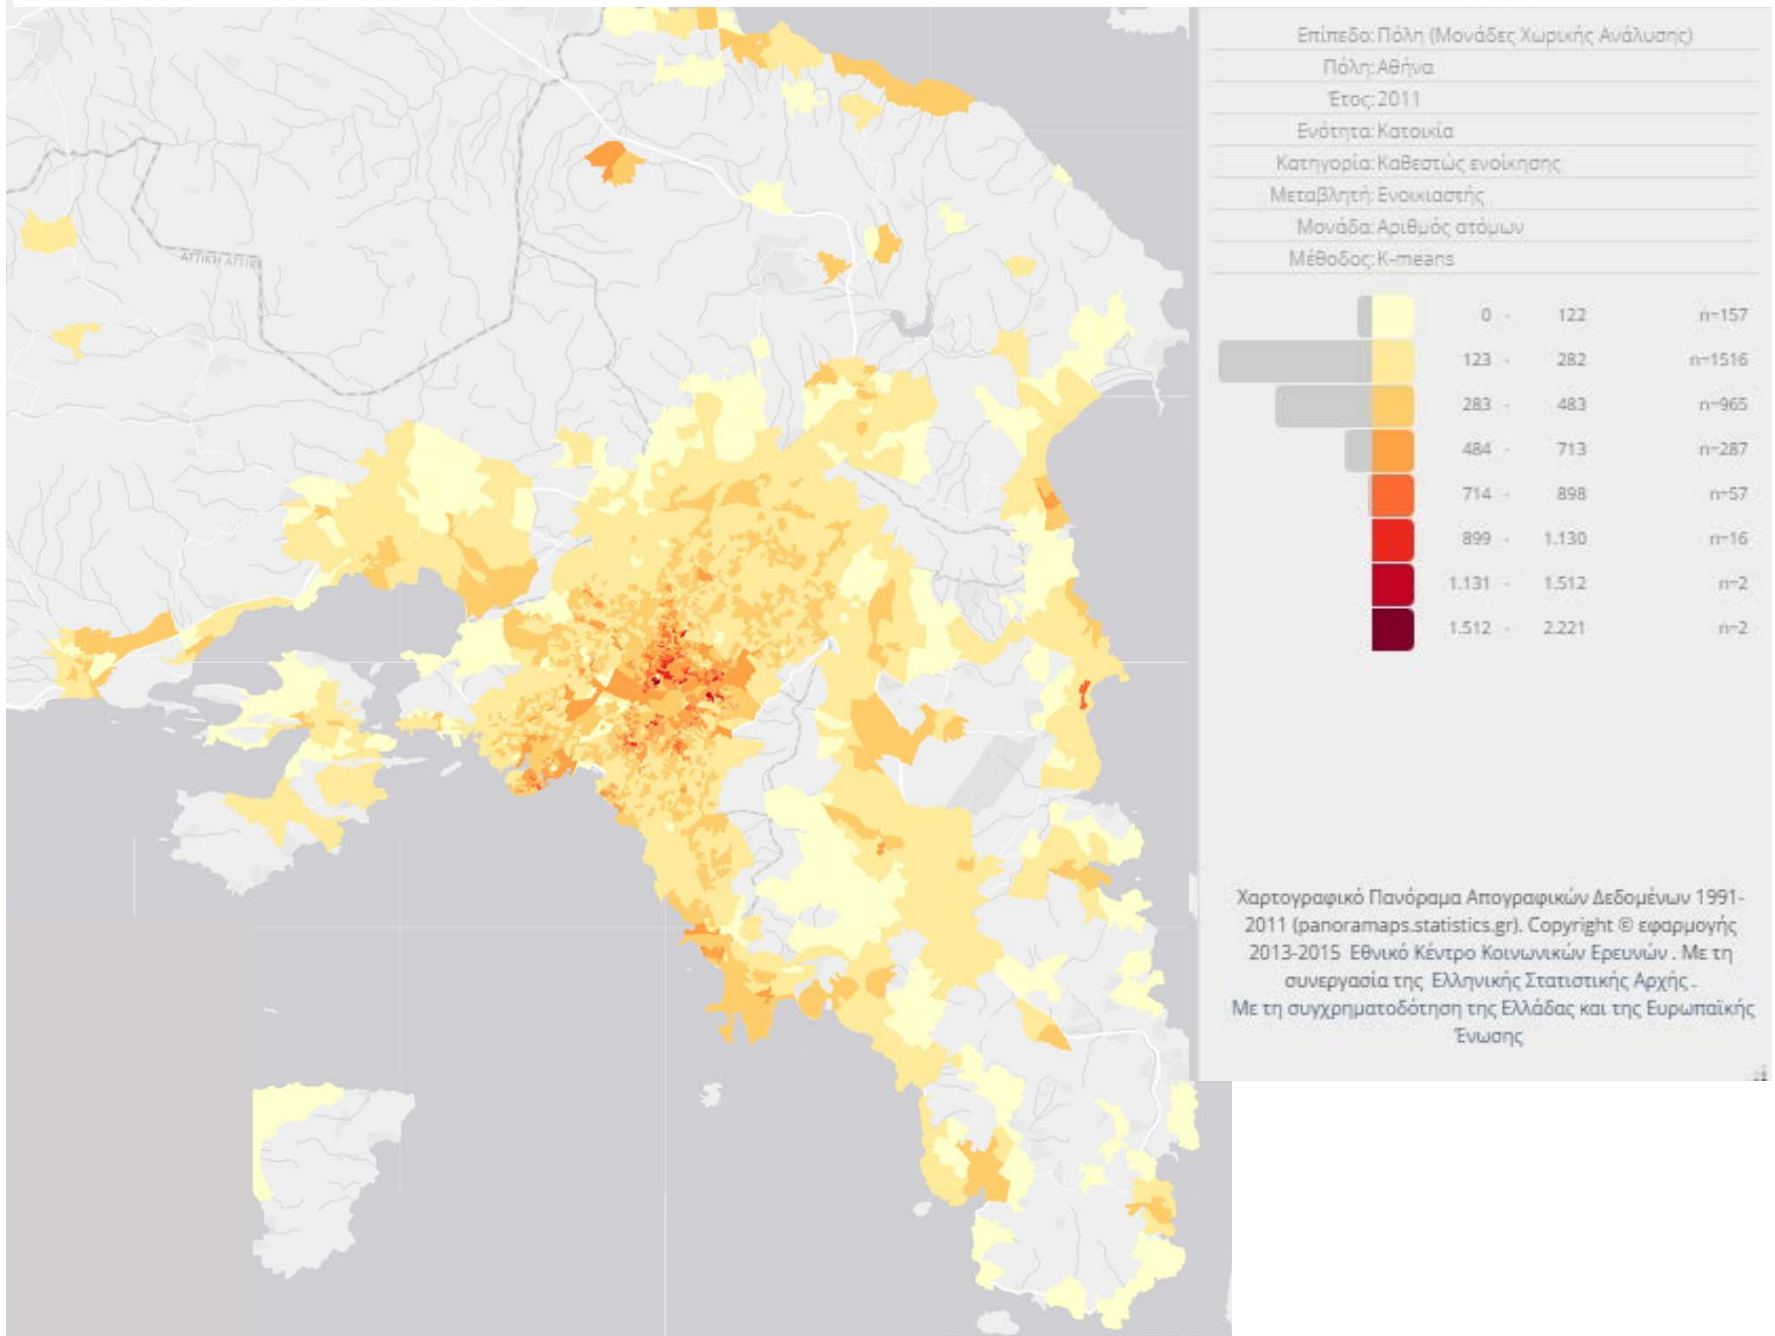 ΑΤΤΙΚΗ ΑΤΤΙΚ
Επίπεδο: Πόλη (Μονάδες Χωρικής Ανάλυσης)
Πόλη: Αθήνα
Έτος: 2011
Ενότητα: Κατοικία
Κατηγορία: Καθεστώς ενοίκησης
Μεταβλητή: Ενοικιαστής
Μονάδα: Αριθμός ατόμων
Μέθοδος: K-means
0 - 122 n=157
123 - 282 n=1516
283 - 483 n=965
484 - 713 n=287
714 - 898 n=57
899 - 1.130 n=16
1.131 - 1.512 n=2
1.512 - 2.221 n=2
Χαρτογραφικό Πανόραμα Απογραφικών Δεδομένων 1991-
2011 (panoramaps.statistics.gr). Copyright © εφαρμογής
2013-2015 Εθνικό Κέντρο Κοινωνικών Ερευνών . Με τη
συνεργασία της Ελληνικής Στατιστικής Αρχής .
Με τη συγχρηματοδότηση της Ελλάδας και της Ευρωπαϊκής
Ένωσης